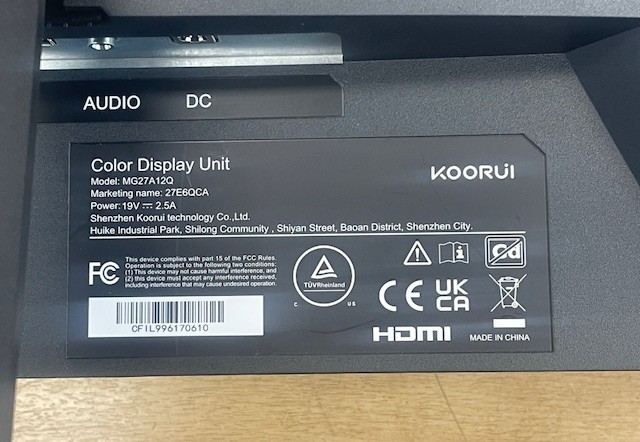 AUDIO DC
Color Display Unit
KOORUi
Model: MG27A12Q
Marketing name: 27E6QCA
Power: 19V ⎓ 2.5A
Shenzhen Koorui technology Co.,Ltd.
Huike Industrial Park, Shilong Community , Shiyan Street, Baoan District, Shenzhen City.
FC
This device complies with part 15 of the FCC Rules.
Operation is subject to the following two conditions:
(1) This device may not cause harmful interference, and
(2) this device must accept any interference received,
including interference that may cause undesired operation.
TÜVRheinland
C US
Cd
CE UK
CA
CFIL996170610
HDMI
MADE IN CHINA